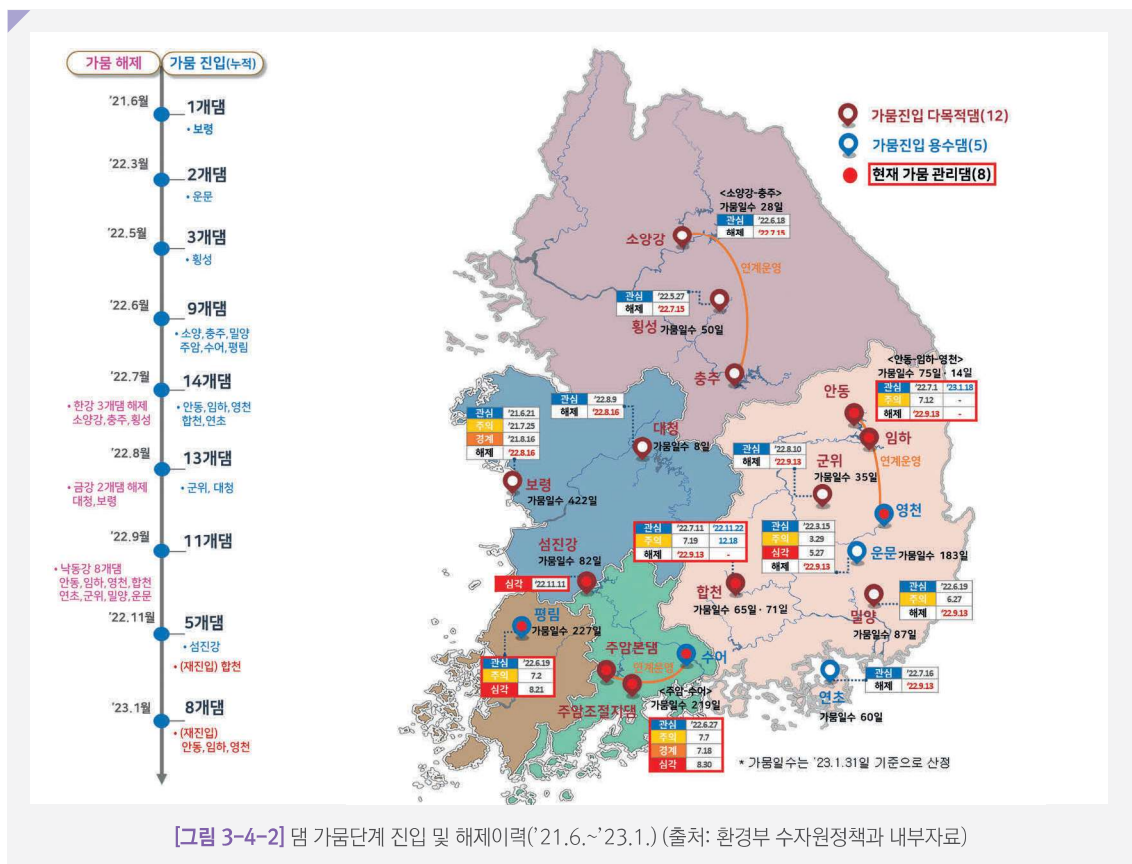 가뭄 해제
가뭄 진입(누적)
'21.6월
1개댐
• 보령
'22.3월
2개댐
• 운문
'22.5월
3개댐
• 횡성
'22.6월
9개댐
• 소양,충주,밀양
주암,수어,평림
'22.7월
14개댐
• 한강 3개댐 해제
소양강,충주,횡성
• 안동,임하,영천
합천,연초
'22.8월
13개댐
• 금강 2개댐 해제
대청,보령
• 군위, 대청
'22.9월
11개댐
• 낙동강 8개댐
안동,임하,영천,합천
연초,군위,밀양,운문
'22.11월
5개댐
• 섬진강
• (재진입) 합천
'23.1월
8개댐
• (재진입)
안동,임하,영천
가뭄진입 다목적댐(12)
가뭄진입 용수댐(5)
현재 가뭄 관리댐(8)
<소양강-충주>
가뭄일수 28일
관심 '22.6.18
해제 '22.7.15
소양강
연계운영
관심 '22.5.27
해제 '22.7.15
횡성 가뭄일수 50일
충주
<안동-임하-영천>
가뭄일수 75일 · 14일
관심 '22.7.1 '23.1.18
주의 7.12 -
해제 '22.9.13 -
안동
임하
연계운영
영천
관심 '22.8.9
해제 '22.8.16
대청
가뭄일수 8일
관심 '21.6.21
주의 '21.7.25
경계 '21.8.16
해제 '22.8.16
보령
가뭄일수 422일
관심 '22.8.10
해제 '22.9.13
군위
가뭄일수 35일
섬진강
가뭄일수 82일
심각 '22.11.11
관심 '22.7.11 '22.11.22
주의 7.19 12.18
해제 '22.9.13 -
합천
가뭄일수 65일 · 71일
관심 '22.3.15
주의 3.29
심각 5.27
해제 '22.9.13
운문 가뭄일수 183일
관심 '22.6.19
주의 6.27
해제 '22.9.13
밀양
가뭄일수 87일
평림
가뭄일수 227일
관심 '22.6.19
주의 7.2
심각 8.21
주암본댐
수어
연계운영
주암조절지댐
<주암-수어>
가뭄일수 219일
관심 '22.6.27
주의 7.7
경계 7.18
심각 8.30
관심 '22.7.16
해제 '22.9.13
연초
가뭄일수 60일
* 가뭄일수는 '23.1.31일 기준으로 산정
[그림 3-4-2] 댐 가뭄단계 진입 및 해제이력('21.6.~'23.1.) (출처: 환경부 수자원정책과 내부자료)